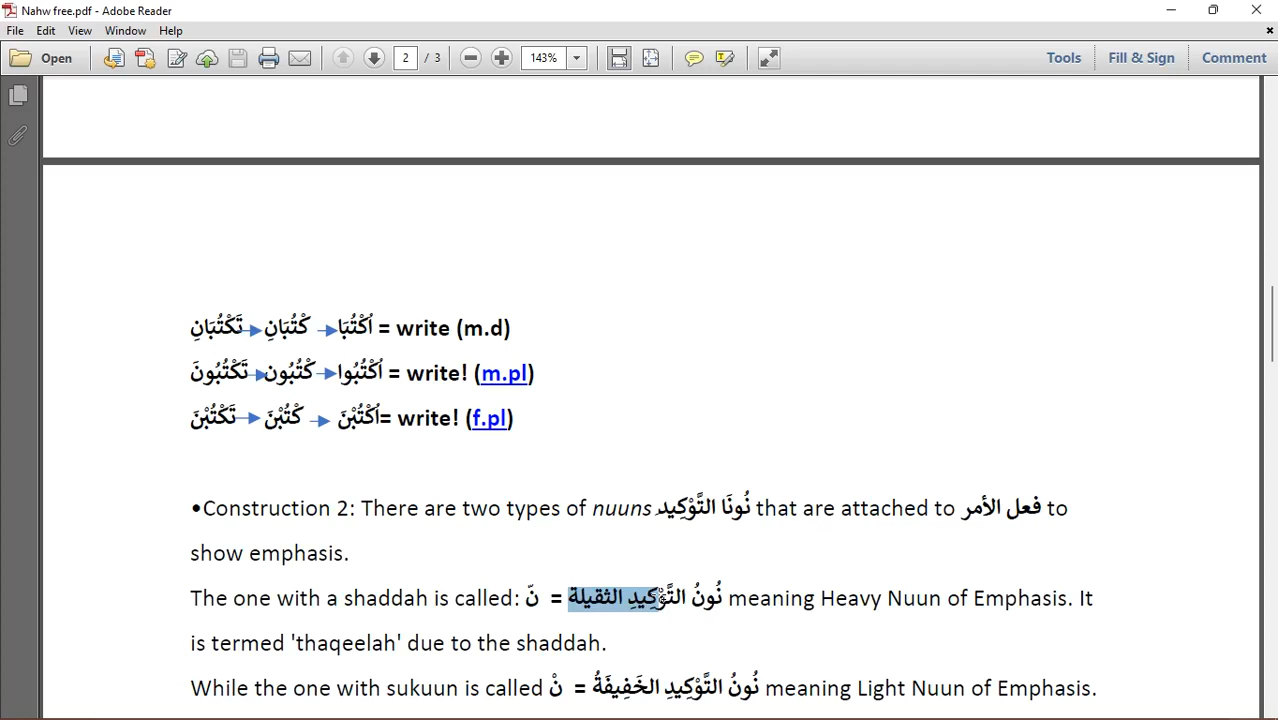 Nahw free.pdf - Adobe Reader
File Edit View Window Help
Open 2 / 3 143% Tools Fill & Sign Comment
تَكْتُبَانِ كْتُبَانِ اُكْتُبَا = write (m.d)
تَكْتُبُونَ كْتُبُون اُكْتُبُوا = write! (m.pl)
تَكْتُبْنَ كْتُبْنَ اُكْتُبْنَ= write! (f.pl)
•Construction 2: There are two types of nuuns نُونَا التَّوْكِيدِ that are attached to فعل الأمر to
show emphasis.
The one with a shaddah is called: نّ = نُونُ التَّوْكِيدِ الثقيلة meaning Heavy Nuun of Emphasis. It
is termed 'thaqeelah' due to the shaddah.
While the one with sukuun is called نْ = نُونُ التَّوْكِيدِ الخَفِيفَةُ meaning Light Nuun of Emphasis.